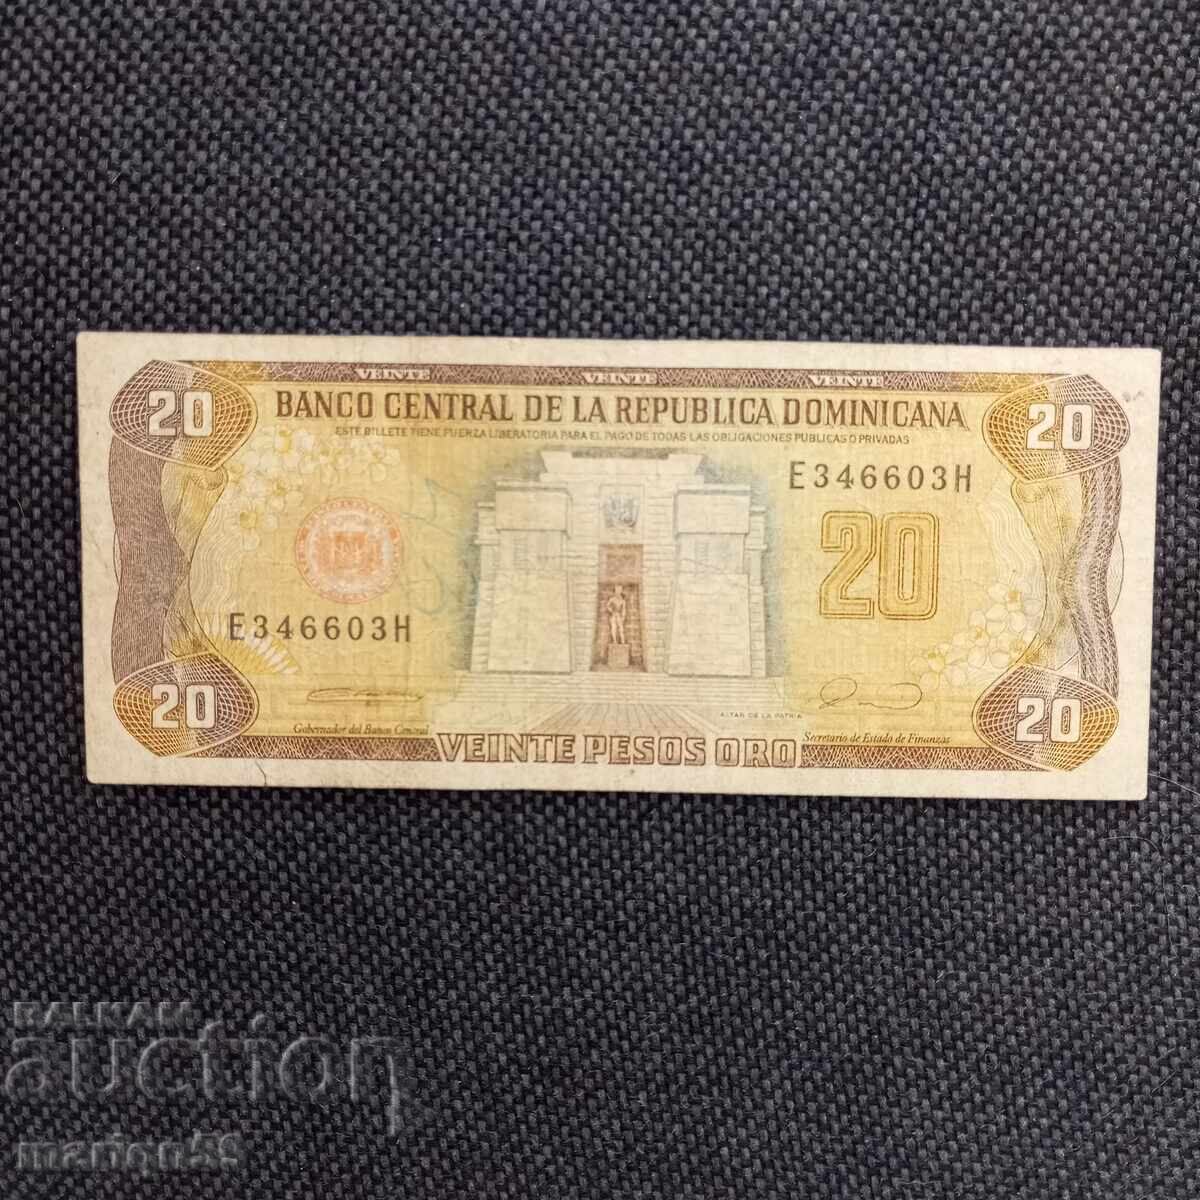 VEINTE VEINTE VEINTE
20 20
BANCO CENTRAL DE LA REPUBLICA DOMINICANA
ESTE BILLETE TIENE FUERZA LIBERATORIA PARA EL PAGO DE TODAS LAS OBLIGACIONES PUBLICAS O PRIVADAS
E346603H
20
E346603H
20 20
ALTAR DE LA PATRIA
Gobernador del Banco Central
Secretario de Estado de Finanzas
VEINTE PESOS ORO
BALKAN
auction
mariqn59